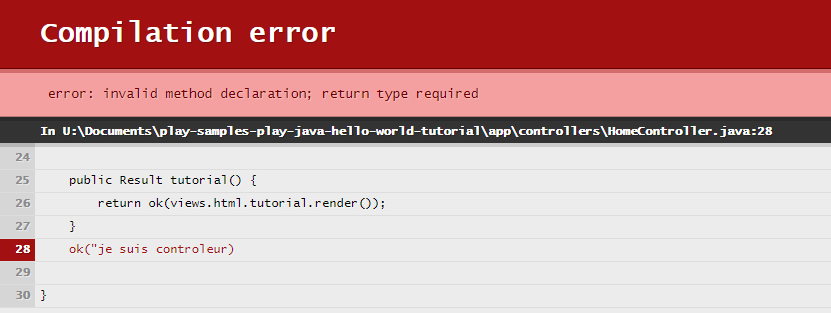 Compilation error
error: invalid method declaration; return type required
In U:\Documents\play-samples-play-java-hello-world-tutorial\app\controllers\HomeController.java:28
24
25 public Result tutorial() {
26 return ok(views.html.tutorial.render());
27 }
28 ok("je suis controleur)
29
30 }